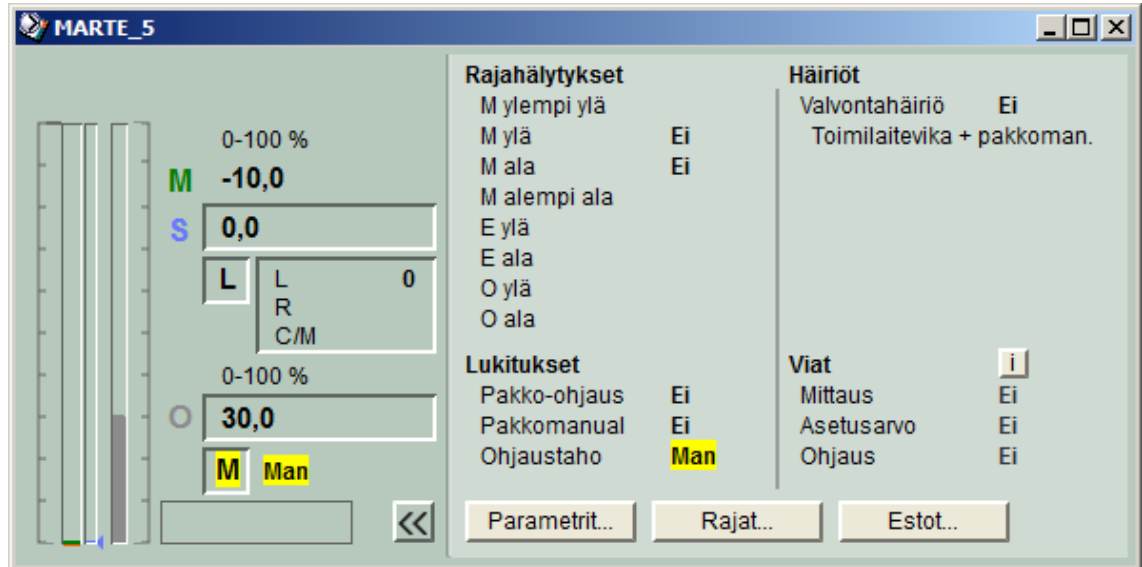 MARTE_5
0-100 %
M -10,0
S 0,0
L
L 0
R
C/M
0-100 %
O 30,0
M Man
<<
Rajahälytykset
M ylempi ylä
M ylä Ei
M ala Ei
M alempi ala
E ylä
E ala
O ylä
O ala
Lukitukset
Pakko-ohjaus Ei
Pakkomanual Ei
Ohjaustaho Man
Häiriöt
Valvontahäiriö Ei
Toimilaitevika + pakkoman.
Viat i
Mittaus Ei
Asetusarvo Ei
Ohjaus Ei
Parametrit... Rajat... Estot...